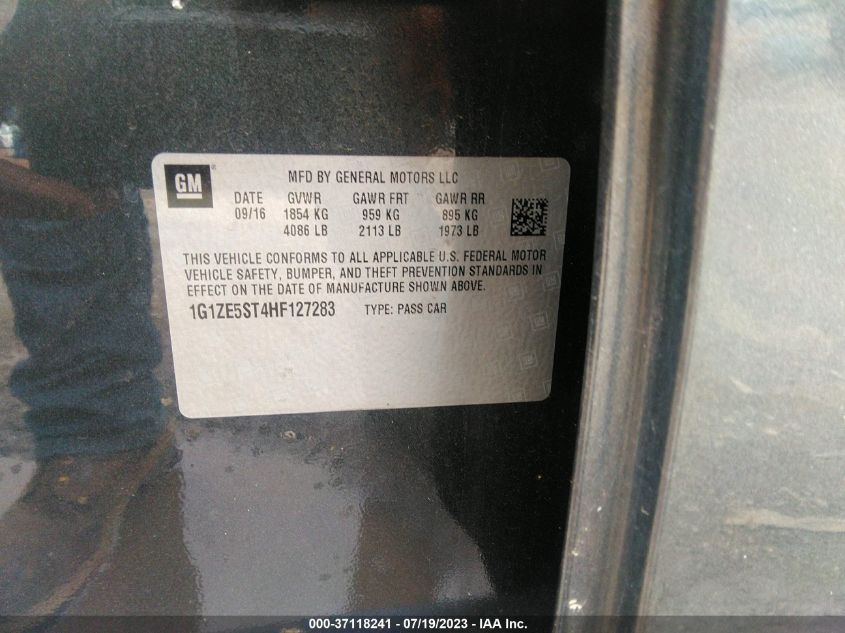 GM
MFD BY GENERAL MOTORS LLC
DATE GVWR GAWR FRT GAWR RR
09/16 1854 KG 959 KG 895 KG
4086 LB 2113 LB 1973 LB
THIS VEHICLE CONFORMS TO ALL APPLICABLE U.S. FEDERAL MOTOR
VEHICLE SAFETY, BUMPER, AND THEFT PREVENTION STANDARDS IN
EFFECT ON THE DATE OF MANUFACTURE SHOWN ABOVE.
1G1ZE5ST4HF127283 TYPE: PASS CAR
000-37118241 - 07/19/2023 - IAA Inc.